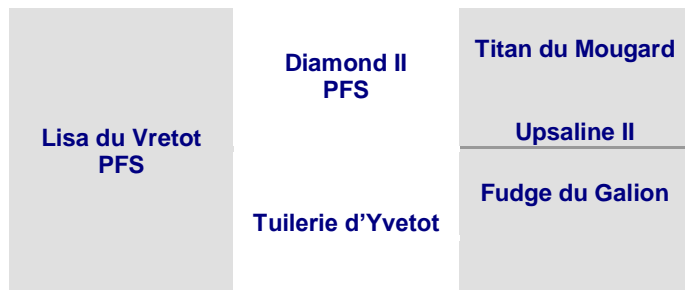 Lisa du Vretot
PFS
Diamond II
PFS
Tuilerie d'Yvetot
Titan du Mougard
Upsaline II
Fudge du Galion